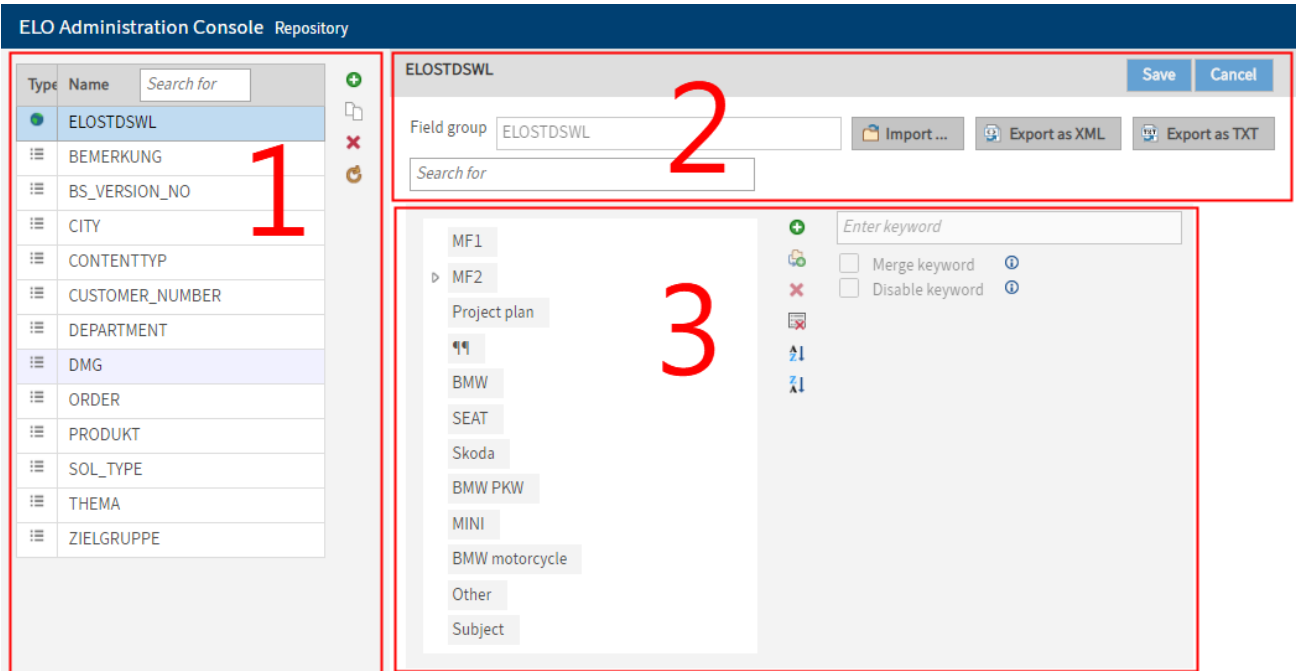 ELO Administration Console Repository
Type Name Search for
ELOSTDSWL
BEMERKUNG
BS_VERSION_NO
CITY
CONTENTTYP
CUSTOMER_NUMBER
DEPARTMENT
DMG
ORDER
PRODUKT
SOL_TYPE
THEMA
ZIELGRUPPE
1
ELOSTDSWL
Save Cancel
Field group ELOSTDSWL Import ... Export as XML TXT Export as TXT
Search for
2
MF1
MF2
Project plan
¶¶
BMW
SEAT
Skoda
BMW PKW
MINI
BMW motorcycle
Other
Subject
3
A
Z
Z
A
Enter keyword
Merge keyword
Disable keyword